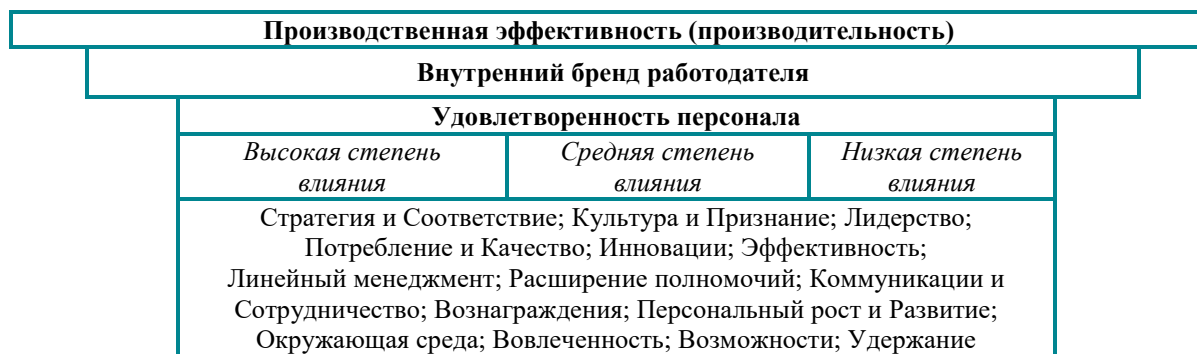 Производственная эффективность (производительность)
Внутренний бренд работодателя
Удовлетворенность персонала
Высокая степень влияния
Средняя степень влияния
Низкая степень влияния
Стратегия и Соответствие; Культура и Признание; Лидерство;
Потребление и Качество; Инновации; Эффективность;
Линейный менеджмент; Расширение полномочий; Коммуникации и
Сотрудничество; Вознаграждения; Персональный рост и Развитие;
Окружающая среда; Вовлеченность; Возможности; Удержание